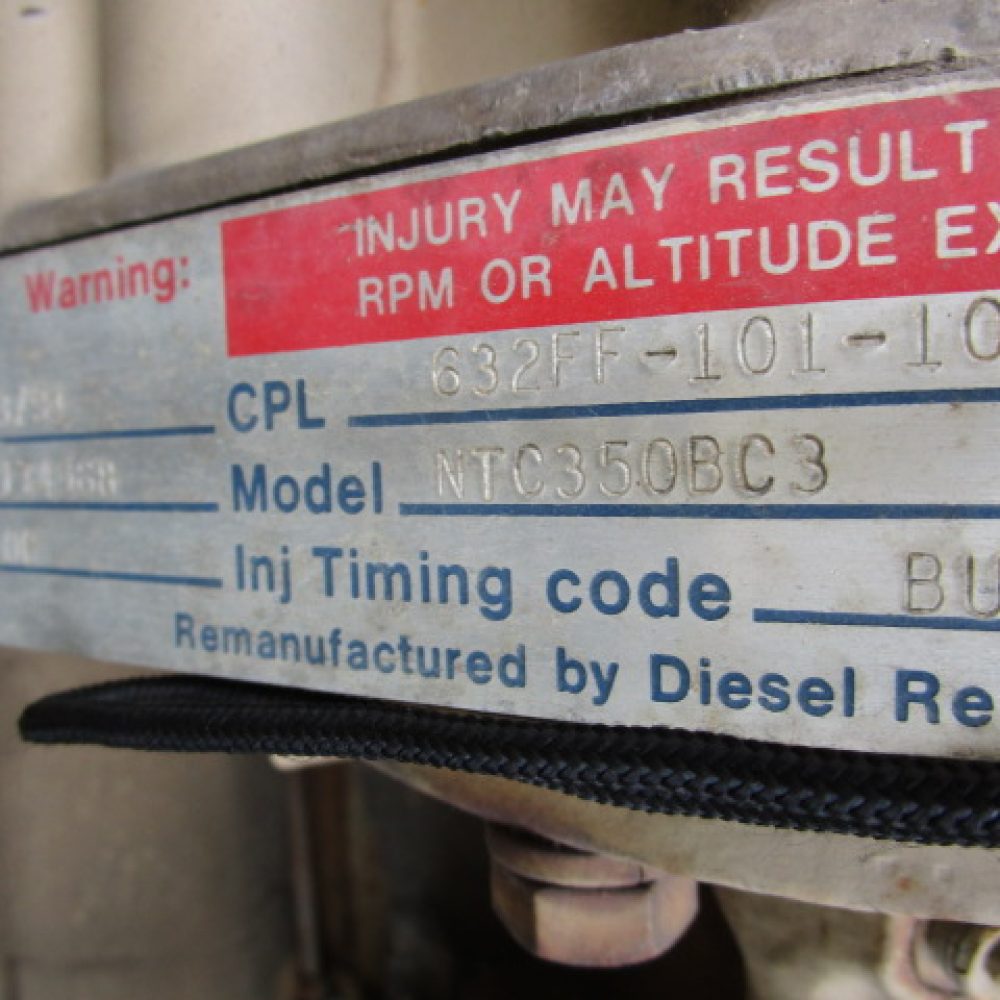 Warning: INJURY MAY RESULT
RPM OR ALTITUDE EX
CPL 632FF-101-10
Model NTC350BC3
Inj Timing code BU
Remanufactured by Diesel Re